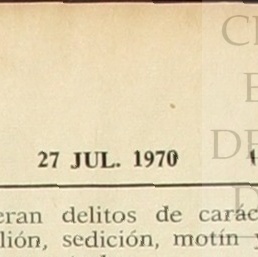 27 JUL. 1970
eran delitos de carác
lión, sedición, motín y